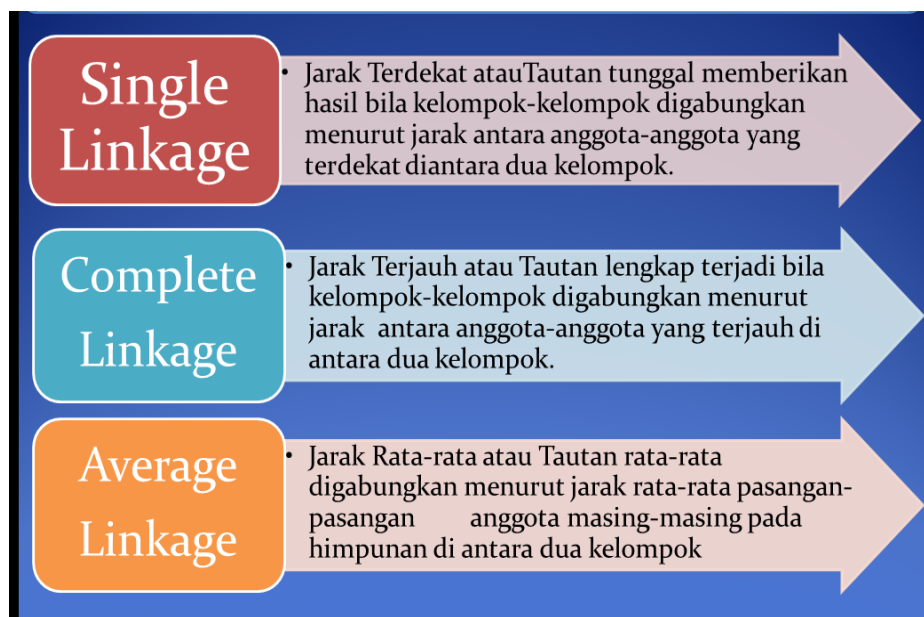 Single
Linkage
• Jarak Terdekat atauTautan tunggal memberikan
hasil bila kelompok-kelompok digabungkan
menurut jarak antara anggota-anggota yang
terdekat diantara dua kelompok.
Complete
Linkage
• Jarak Terjauh atau Tautan lengkap terjadi bila
kelompok-kelompok digabungkan menurut
jarak antara anggota-anggota yang terjauh di
antara dua kelompok.
Average
Linkage
• Jarak Rata-rata atau Tautan rata-rata
digabungkan menurut jarak rata-rata pasangan-
pasangan anggota masing-masing pada
himpunan di antara dua kelompok